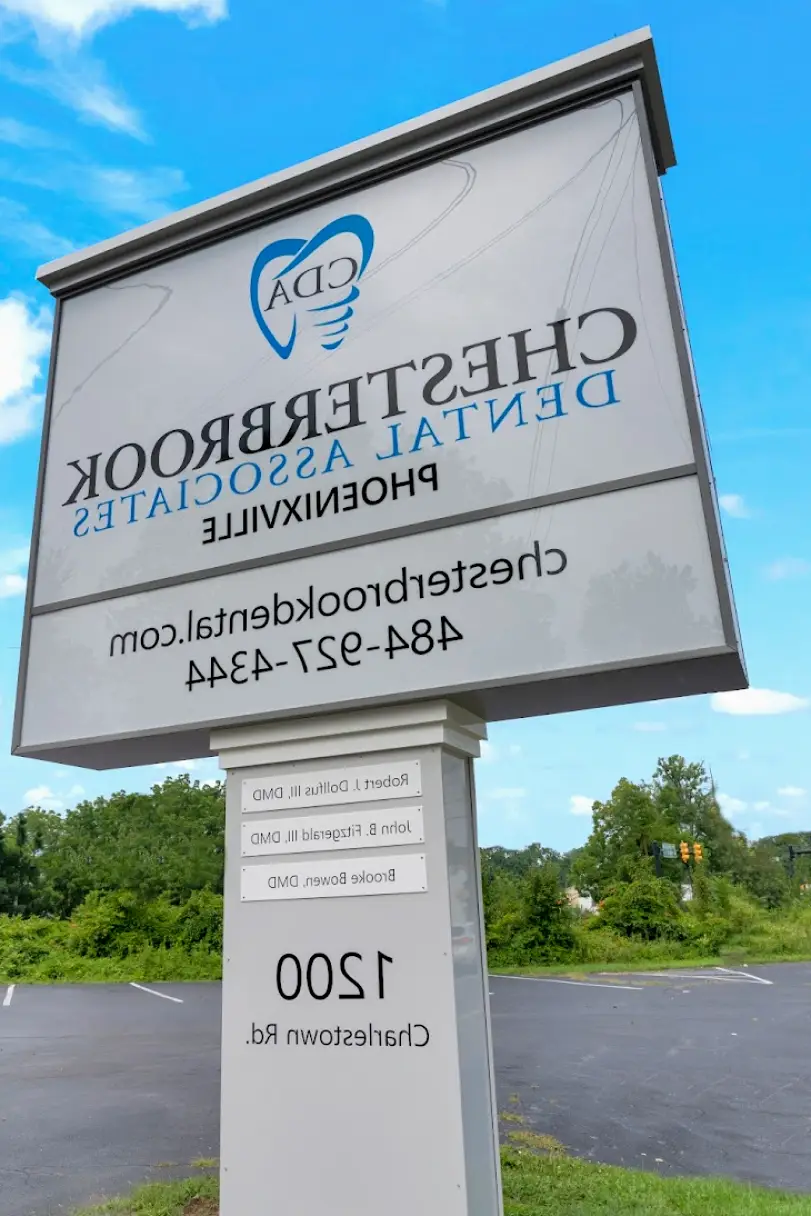 CDA
CHESTERBROOK
DENTAL ASSOCIATES
PHOENIXVILLE
chesterbrookdental.com
484-927-4344
Robert J. Dollfus III, DMD
John B. Fitzgerald III, DMD
Brooke Bowen, DMD
1200
Charlestown Rd.